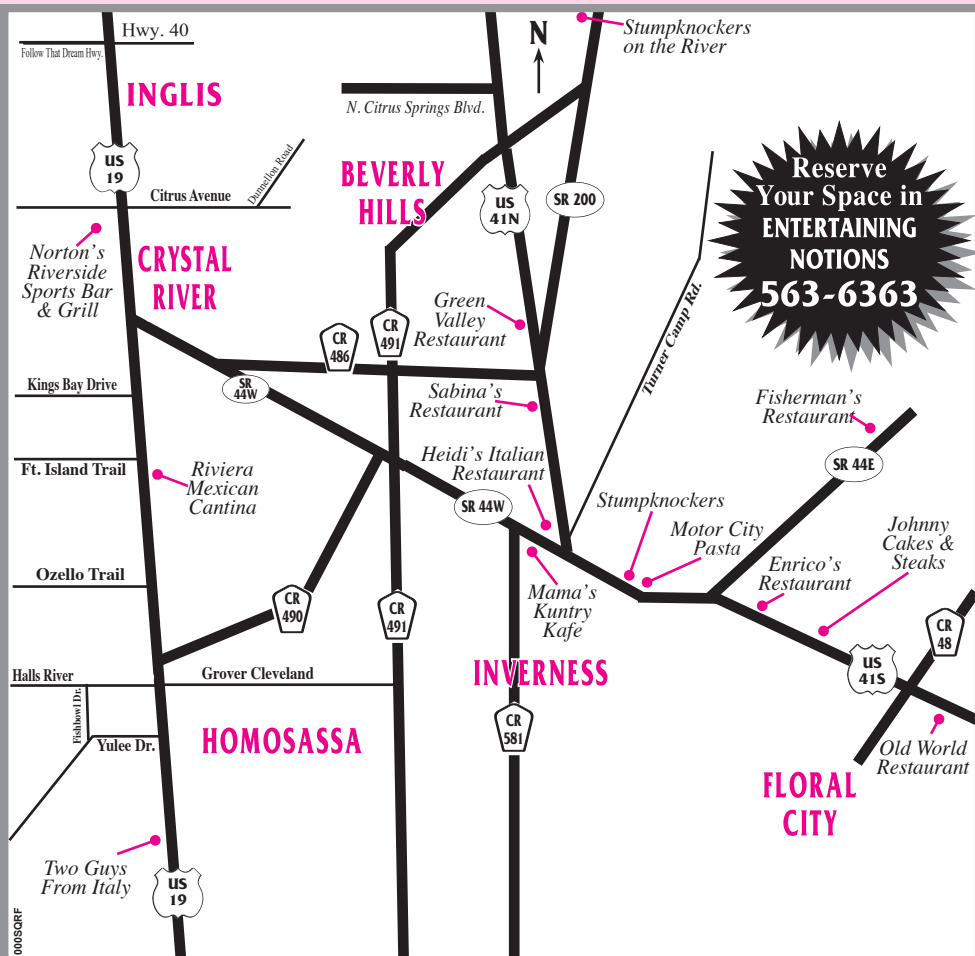 Hwy. 40
Follow That Dream Hwy.
INGLIS
US
19
Citrus Avenue
Dunnellon Road
Norton's
Riverside
Sports Bar
& Grill
CRYSTAL
RIVER
N
Stumpknockers
on the River
N. Citrus Springs Blvd.
BEVERLY
HILLS
US
41N
SR 200
Reserve
Your Space in
ENTERTAINING
NOTIONS
563-6363
Green
Valley
Restaurant
CR
486
CR
491
Turner Camp Rd.
Kings Bay Drive
SR
44W
Sabina's
Restaurant
Fisherman's
Restaurant
Ft. Island Trail
Riviera
Mexican
Cantina
Heidi's Italian
Restaurant
SR 44W
SR 44E
Stumpknockers
Motor City
Pasta
Johnny
Cakes &
Steaks
Enrico's
Restaurant
Ozello Trail
CR
490
CR
491
Mama's
Kuntry
Kafe
CR
48
INVERNESS
US
41S
Halls River
Grover Cleveland
Fishbowl Dr.
Yulee Dr.
HOMOSASSA
CR
581
Old World
Restaurant
FLORAL
CITY
Two Guys
From Italy
US
19
000SQRF